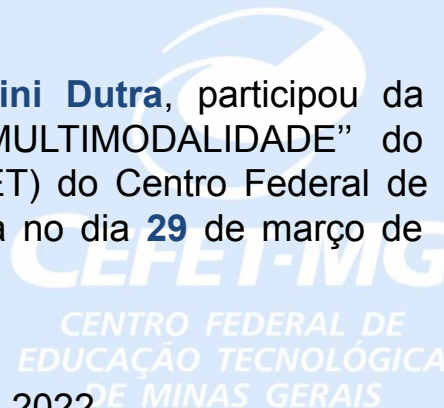 ini Dutra, participou da
MULTIMODALIDADE” do
ET) do Centro Federal de
a no dia 29 de março de
CEFET-MG
CENTRO FEDERAL DE
EDUCAÇÃO TECNOLÓGICA
DE MINAS GERAIS
2022